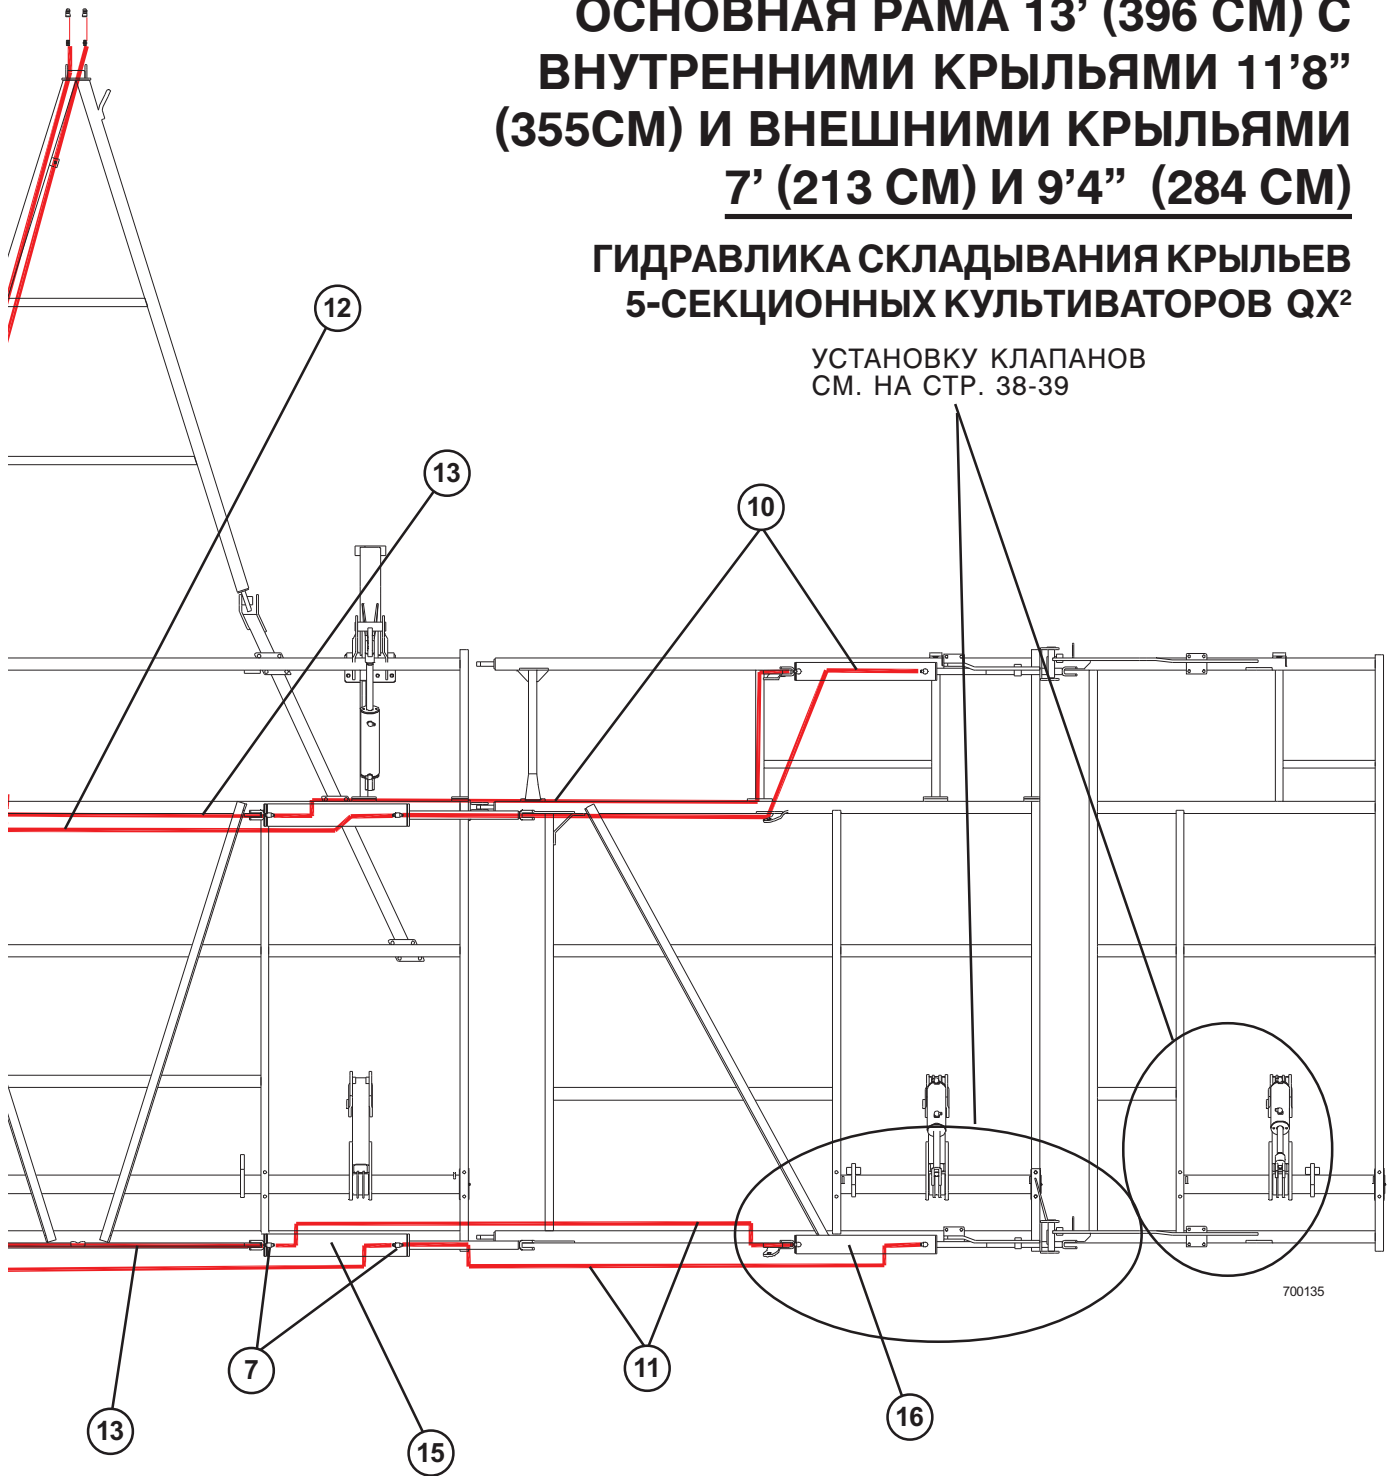 ОСНОВНАЯ РАМА 13’ (396 СМ) С
ВНУТРЕННИМИ КРЫЛЬЯМИ 11’8”
(355СМ) И ВНЕШНИМИ КРЫЛЬЯМИ
7’ (213 СМ) И 9’4” (284 СМ)
ГИДРАВЛИКА СКЛАДЫВАНИЯ КРЫЛЬЕВ
5-СЕКЦИОННЫХ КУЛЬТИВАТОРОВ QX²
УСТАНОВКУ КЛАПАНОВ
СМ. НА СТР. 38-39
12
13
10
700135
7
11
16
13
15